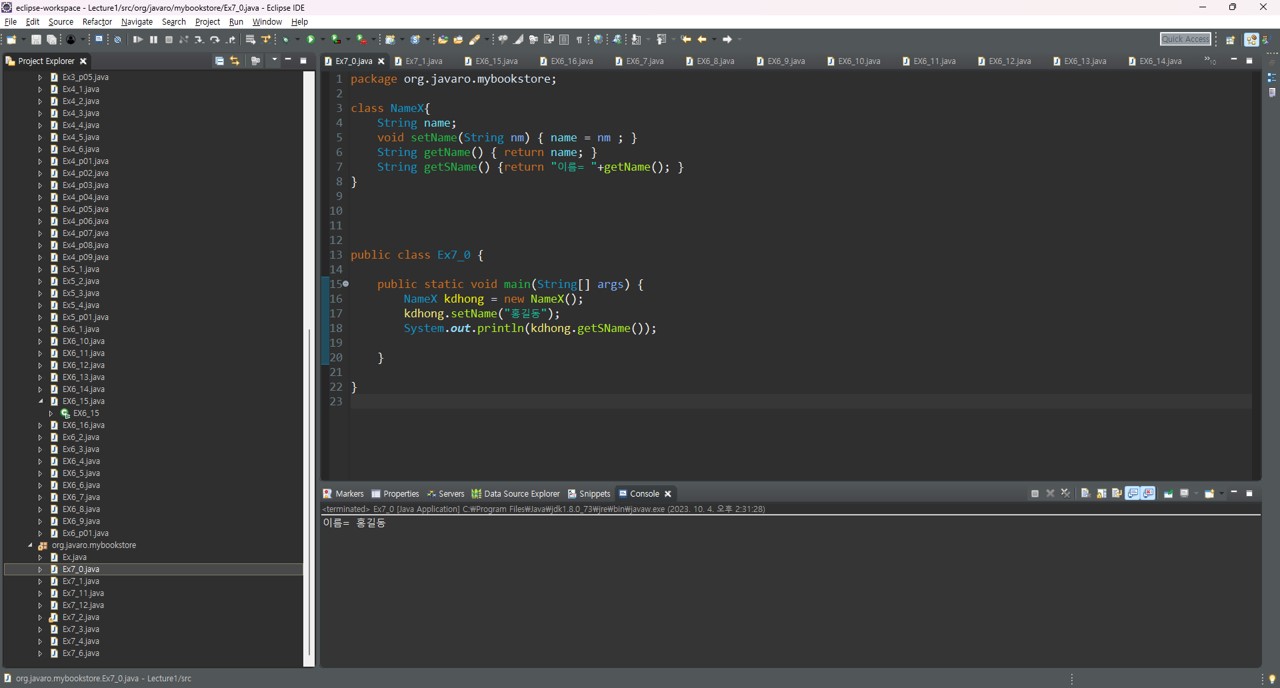 eclipse-workspace - Lecture1/src/org/javaro/mybookstore/Ex7_0.java - Eclipse IDE
File Edit Source Refactor Navigate Search Project Run Window Help
Quick Access
Project Explorer
Ex3_p05.java
Ex4_1.java
Ex4_2.java
Ex4_3.java
Ex4_4.java
Ex4_5.java
Ex4_6.java
Ex4_p01.java
Ex4_p02.java
Ex4_p03.java
Ex4_p04.java
Ex4_p05.java
Ex4_p06.java
Ex4_p07.java
Ex4_p08.java
Ex4_p09.java
Ex5_1.java
Ex5_2.java
Ex5_3.java
Ex5_4.java
Ex5_p01.java
Ex6_1.java
EX6_10.java
EX6_11.java
EX6_12.java
EX6_13.java
EX6_14.java
EX6_15.java
EX6_15
EX6_16.java
Ex6_2.java
Ex6_3.java
EX6_4.java
EX6_5.java
EX6_6.java
EX6_7.java
EX6_8.java
EX6_9.java
Ex6_p01.java
org.javaro.mybookstore
Ex.java
Ex7_0.java
Ex7_1.java
Ex7_11.java
Ex7_12.java
Ex7_2.java
Ex7_3.java
Ex7_4.java
Ex7_6.java
Ex7_0.java Ex7_1.java EX6_15.java EX6_16.java Ex6_7.java EX6_8.java EX6_9.java EX6_10.java EX6_11.java EX6_12.java EX6_13.java EX6_14.java
1 package org.javaro.mybookstore;
2
3 class NameX{
4 String name;
5 void setName(String nm) { name = nm ; }
6 String getName() { return name; }
7 String getSName() {return "이름= "+getName(); }
8 }
9
10
11
12
13 public class Ex7_0 {
14
15 public static void main(String[] args) {
16 NameX kdhong = new NameX();
17 kdhong.setName("홍길동");
18 System.out.println(kdhong.getSName());
19
20 }
21
22 }
23
Markers Properties Servers Data Source Explorer Snippets Console
<terminated> Ex7_0 [Java Application] C:₩Program Files₩Java₩jdk1.8.0_73₩jre₩bin₩javaw.exe (2023. 10. 4. 오후 2:31:28)
이름= 홍길동
org.javaro.mybookstore.Ex7_0.java - Lecture1/src